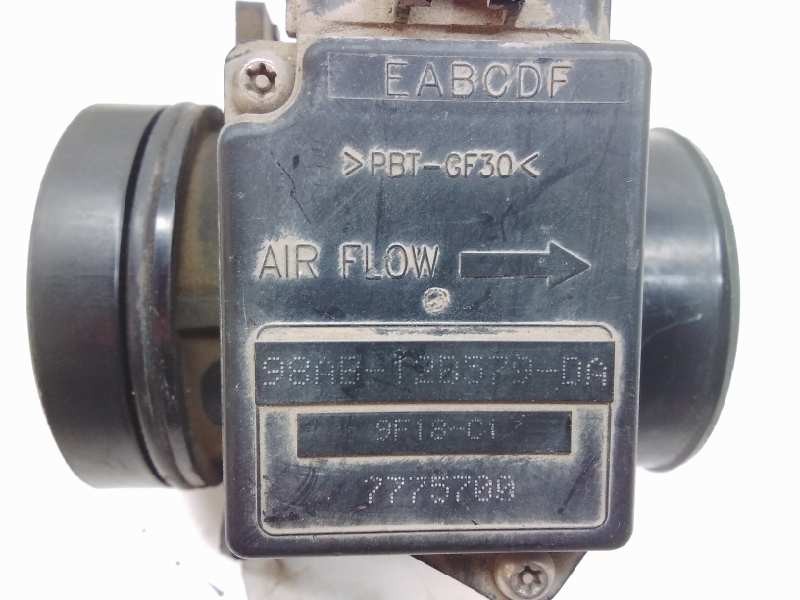 EABCDF
>PBT-GF30<
AIR FLOW
98AB-12B579-DA
9F18-C1
7775700